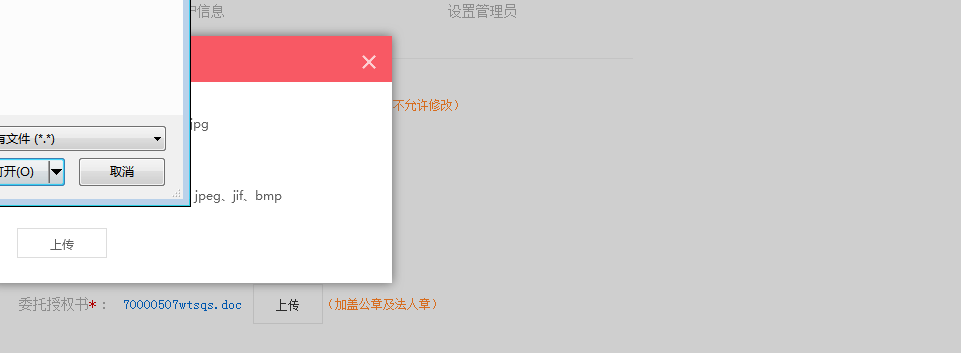 户信息 设置管理员
不允许修改）
jpg
有文件 (*.*)
打开(O) 取消
jpeg、jif、bmp
上传
委托授权书*： 70000507wtsqs.doc 上传 （加盖公章及法人章）